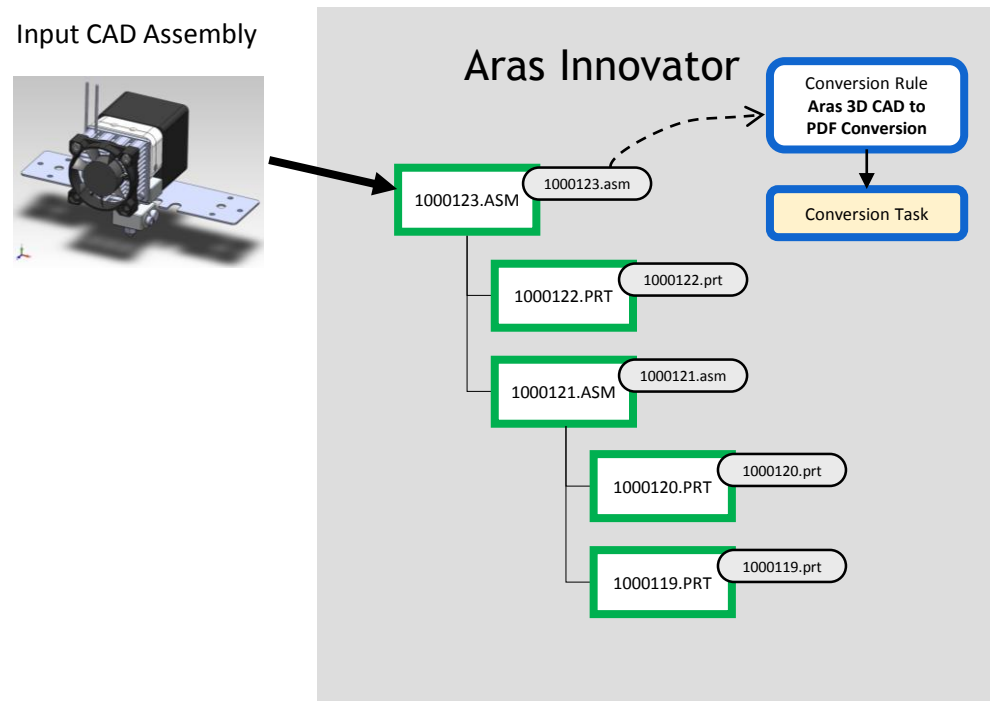 Input CAD Assembly
Aras Innovator
Conversion Rule
Aras 3D CAD to
PDF Conversion
Conversion Task
1000123.ASM
1000123.asm
1000122.PRT
1000122.prt
1000121.ASM
1000121.asm
1000120.PRT
1000120.prt
1000119.PRT
1000119.prt